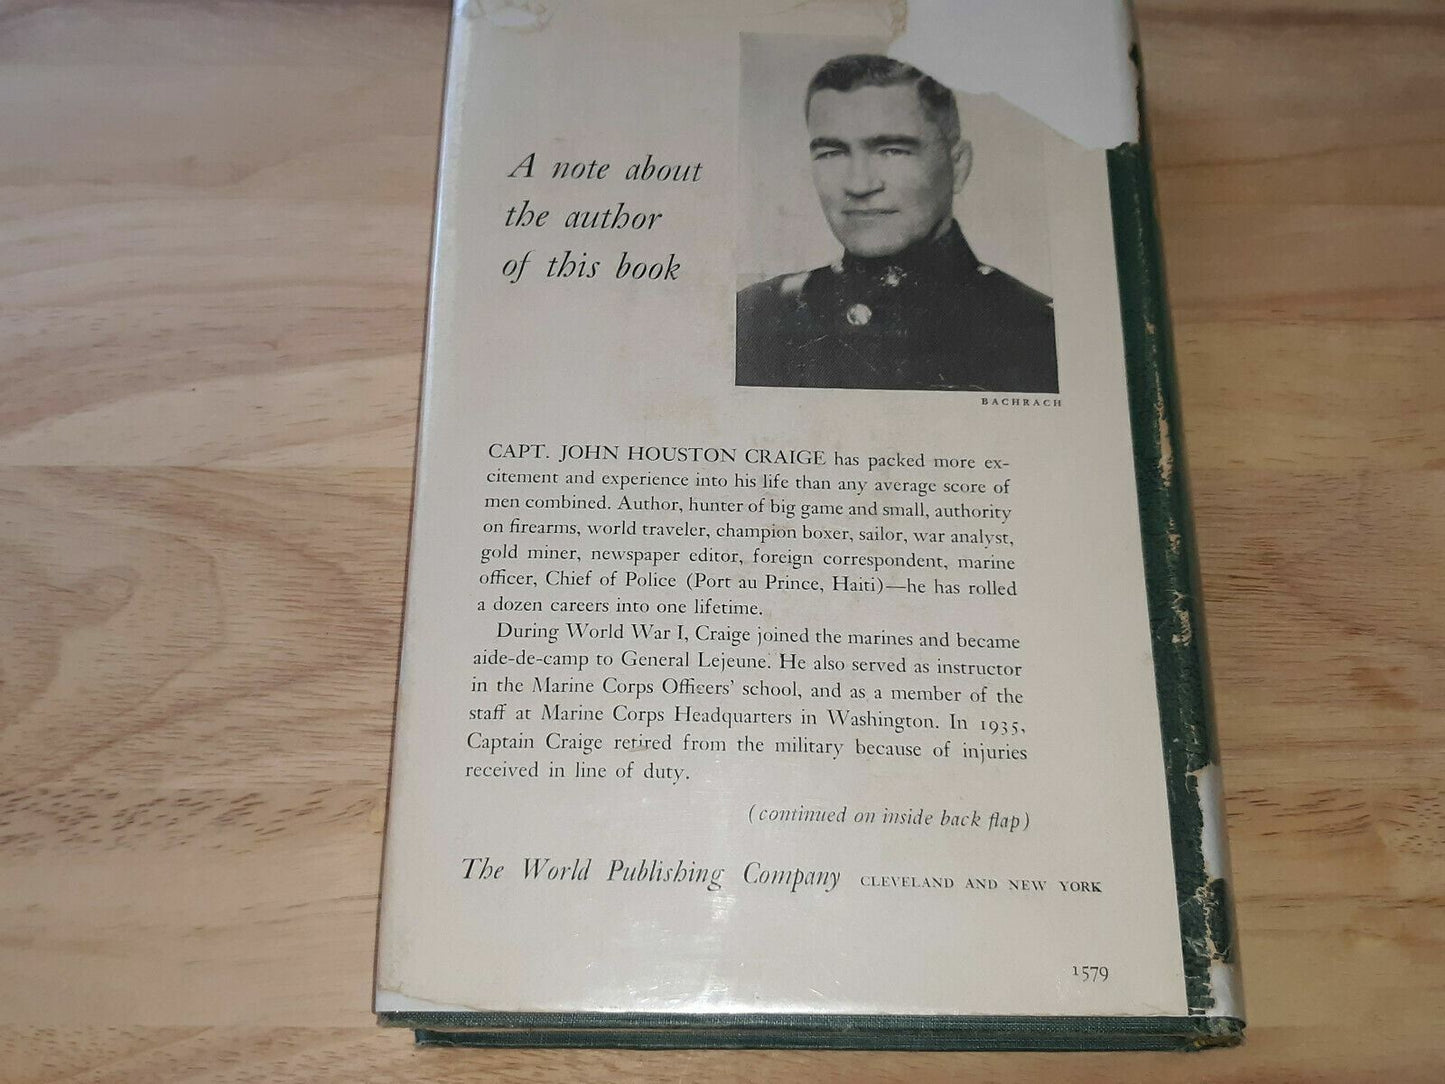 A note about
the author
of this book
BACHRACH
CAPT. JOHN HOUSTON CRAIGE has packed more ex-
citement and experience into his life than any average score of
men combined. Author, hunter of big game and small, authority
on firearms, world traveler, champion boxer, sailor, war analyst,
gold miner, newspaper editor, foreign correspondent, marine
officer, Chief of Police (Port au Prince, Haiti)—he has rolled
a dozen careers into one lifetime.
During World War I, Craige joined the marines and became
aide-de-camp to General Lejeune. He also served as instructor
in the Marine Corps Officers' school, and as a member of the
staff at Marine Corps Headquarters in Washington. In 1935,
Captain Craige retired from the military because of injuries
received in line of duty.
(continued on inside back flap)
The World Publishing Company CLEVELAND AND NEW YORK
1579